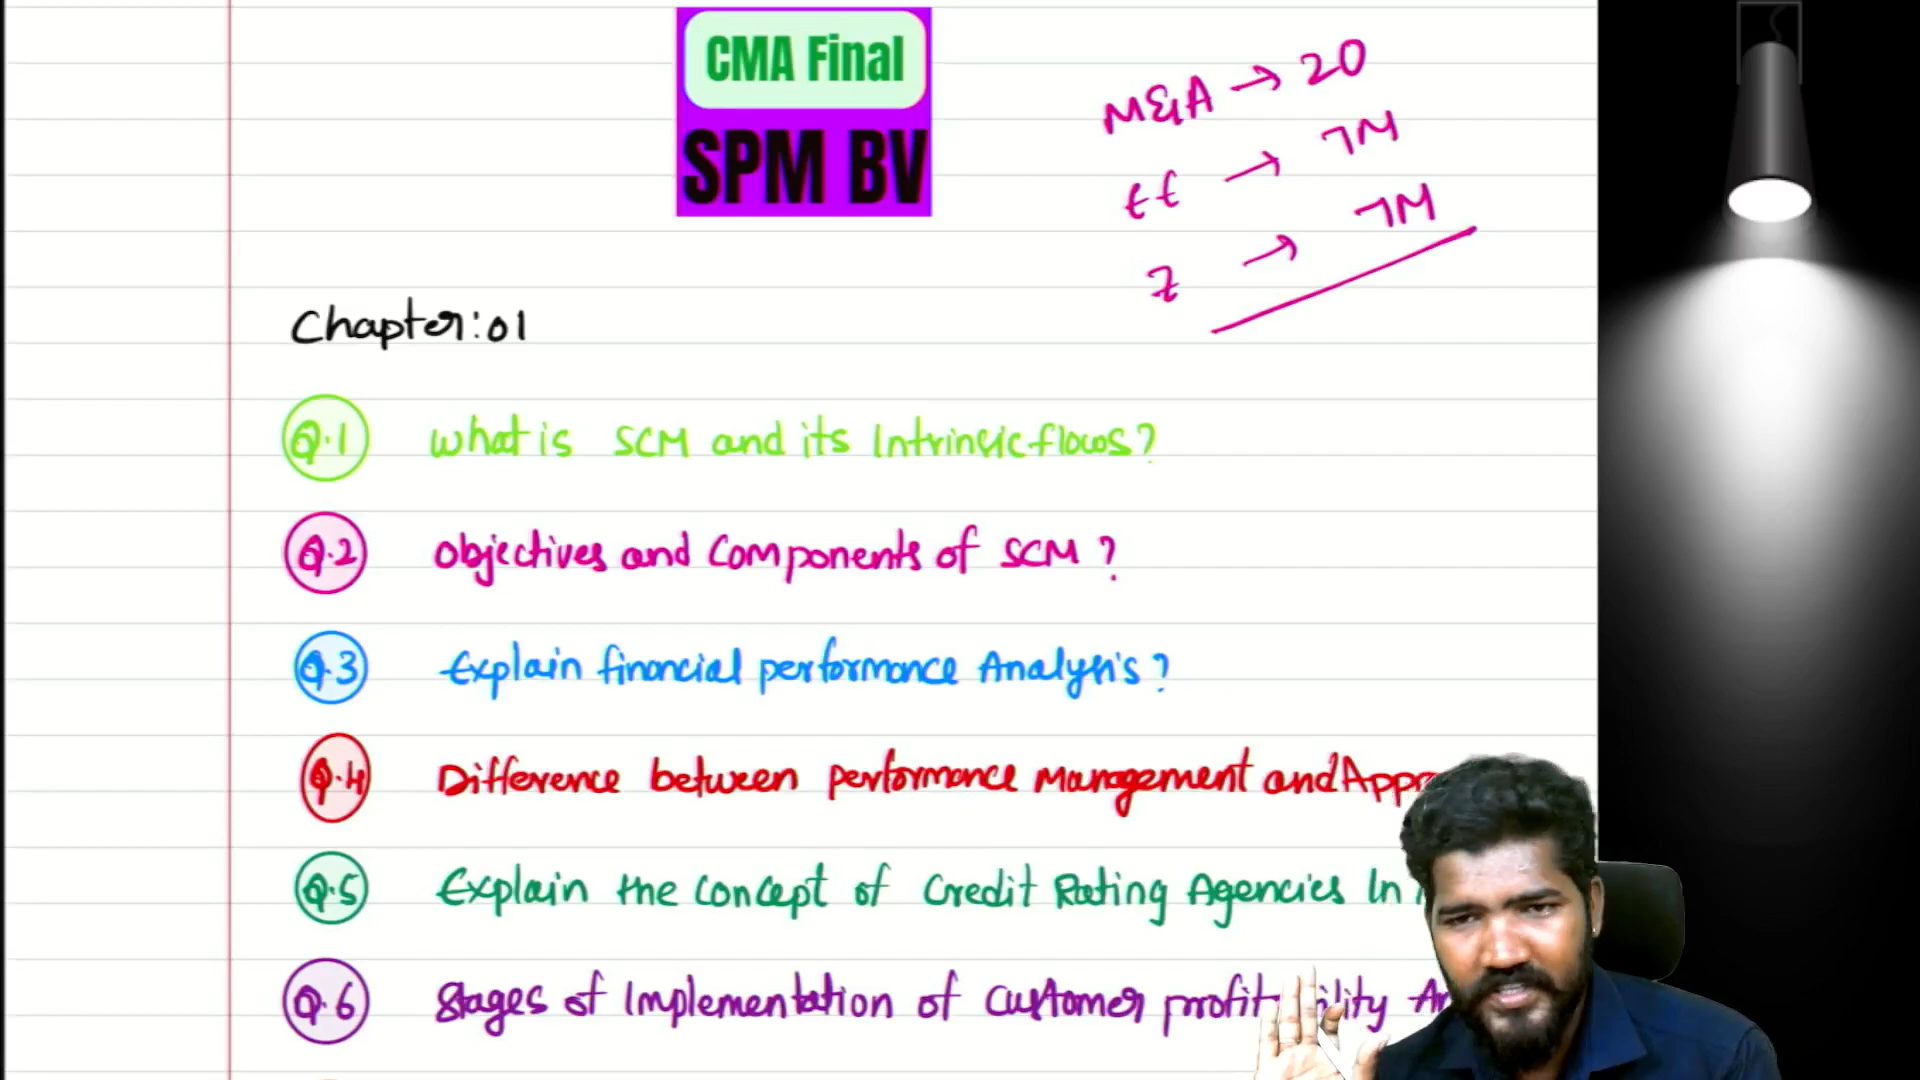 CMA Final
SPM BV
M&A → 20
→ 7M
Z → 7M
Chapter:01
Q.1 What is SCM and its Intrinsic flows?
Q.2 Objectives and Components of SCM ?
Q.3 Explain financial performance Analysis ?
Q.4 Difference between performance Management and
Q.5 Explain the Concept of Credit Rating Agencies In
Q.6 Stages of Implementation of Customer